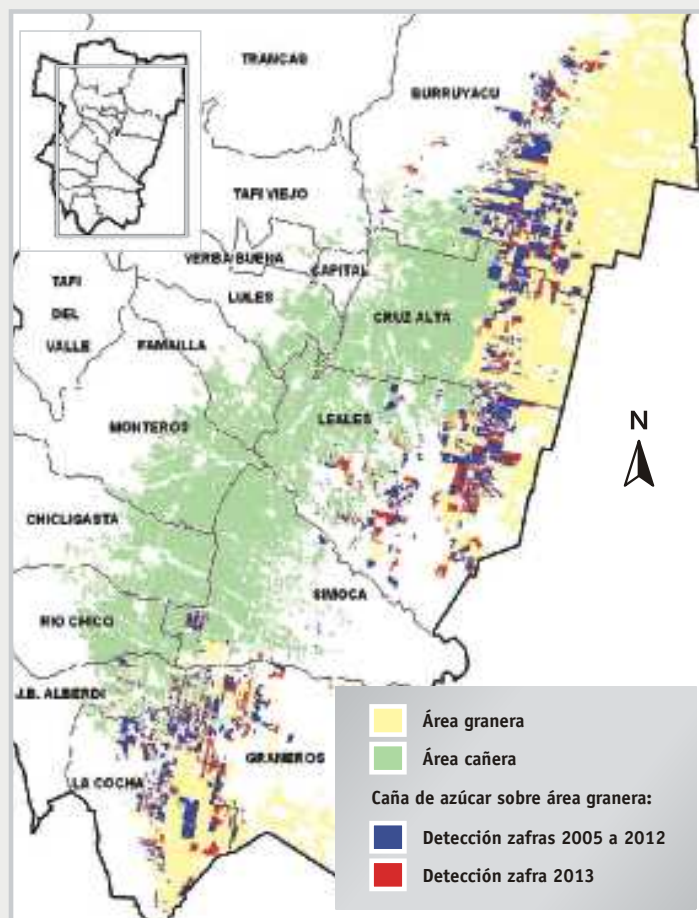 TRANCAS
BURRUYACU
TAFI VIEJO
YERBA BUENA
CAPITAL
TAFI
DEL
VALLE
LULES
CRUZ ALTA
FAMAILLA
LEALES
MONTEROS
N
CHICLIGASTA
SIMOCA
RIO CHICO
J.B. ALBERDI
GRANEROS
LA COCHA
Área granera
Área cañera
Caña de azúcar sobre área granera:
Detección zafras 2005 a 2012
Detección zafra 2013